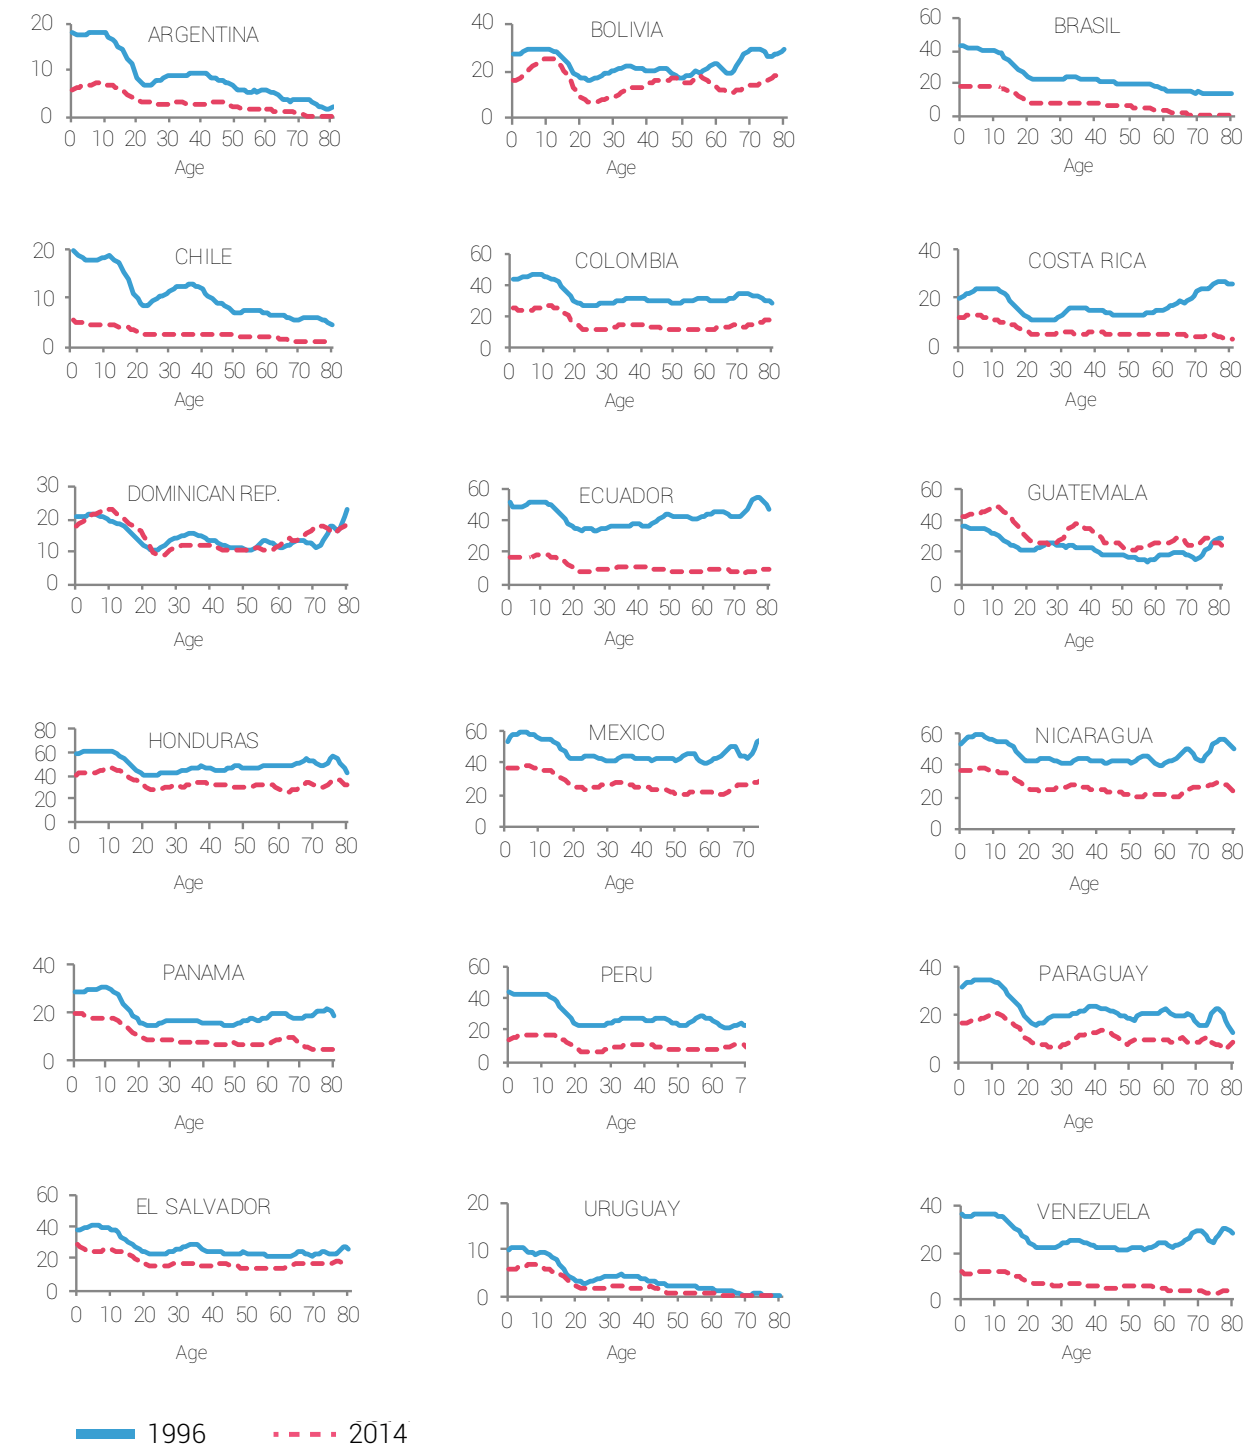 ARGENTINA
20
10
0
0 10 20 30 40 50 60 70 80
Age
BOLIVIA
40
20
0
0 10 20 30 40 50 60 70 80
Age
BRASIL
60
40
20
0
0 10 20 30 40 50 60 70 80
Age
CHILE
20
10
0
0 10 20 30 40 50 60 70 80
Age
COLOMBIA
60
40
20
0
0 10 20 30 40 50 60 70 80
Age
COSTA RICA
40
20
0
0 10 20 30 40 50 60 70 80
Age
DOMINICAN REP.
30
20
10
0
0 10 20 30 40 50 60 70 80
Age
ECUADOR
60
40
20
0
0 10 20 30 40 50 60 70 80
Age
GUATEMALA
60
40
20
0
0 10 20 30 40 50 60 70 80
Age
HONDURAS
80
60
40
20
0
0 10 20 30 40 50 60 70 80
Age
MEXICO
60
40
20
0
0 10 20 30 40 50 60 70
Age
NICARAGUA
60
40
20
0
0 10 20 30 40 50 60 70 80
Age
PANAMA
40
20
0
0 10 20 30 40 50 60 70 80
Age
PERU
60
40
20
0
0 10 20 30 40 50 60 7
Age
PARAGUAY
40
20
0
0 10 20 30 40 50 60 70 80
Age
EL SALVADOR
60
40
20
0
0 10 20 30 40 50 60 70 80
Age
URUGUAY
20
10
0
0 10 20 30 40 50 60 70 80
Age
VENEZUELA
40
20
0
0 10 20 30 40 50 60 70 80
Age
1996 2014